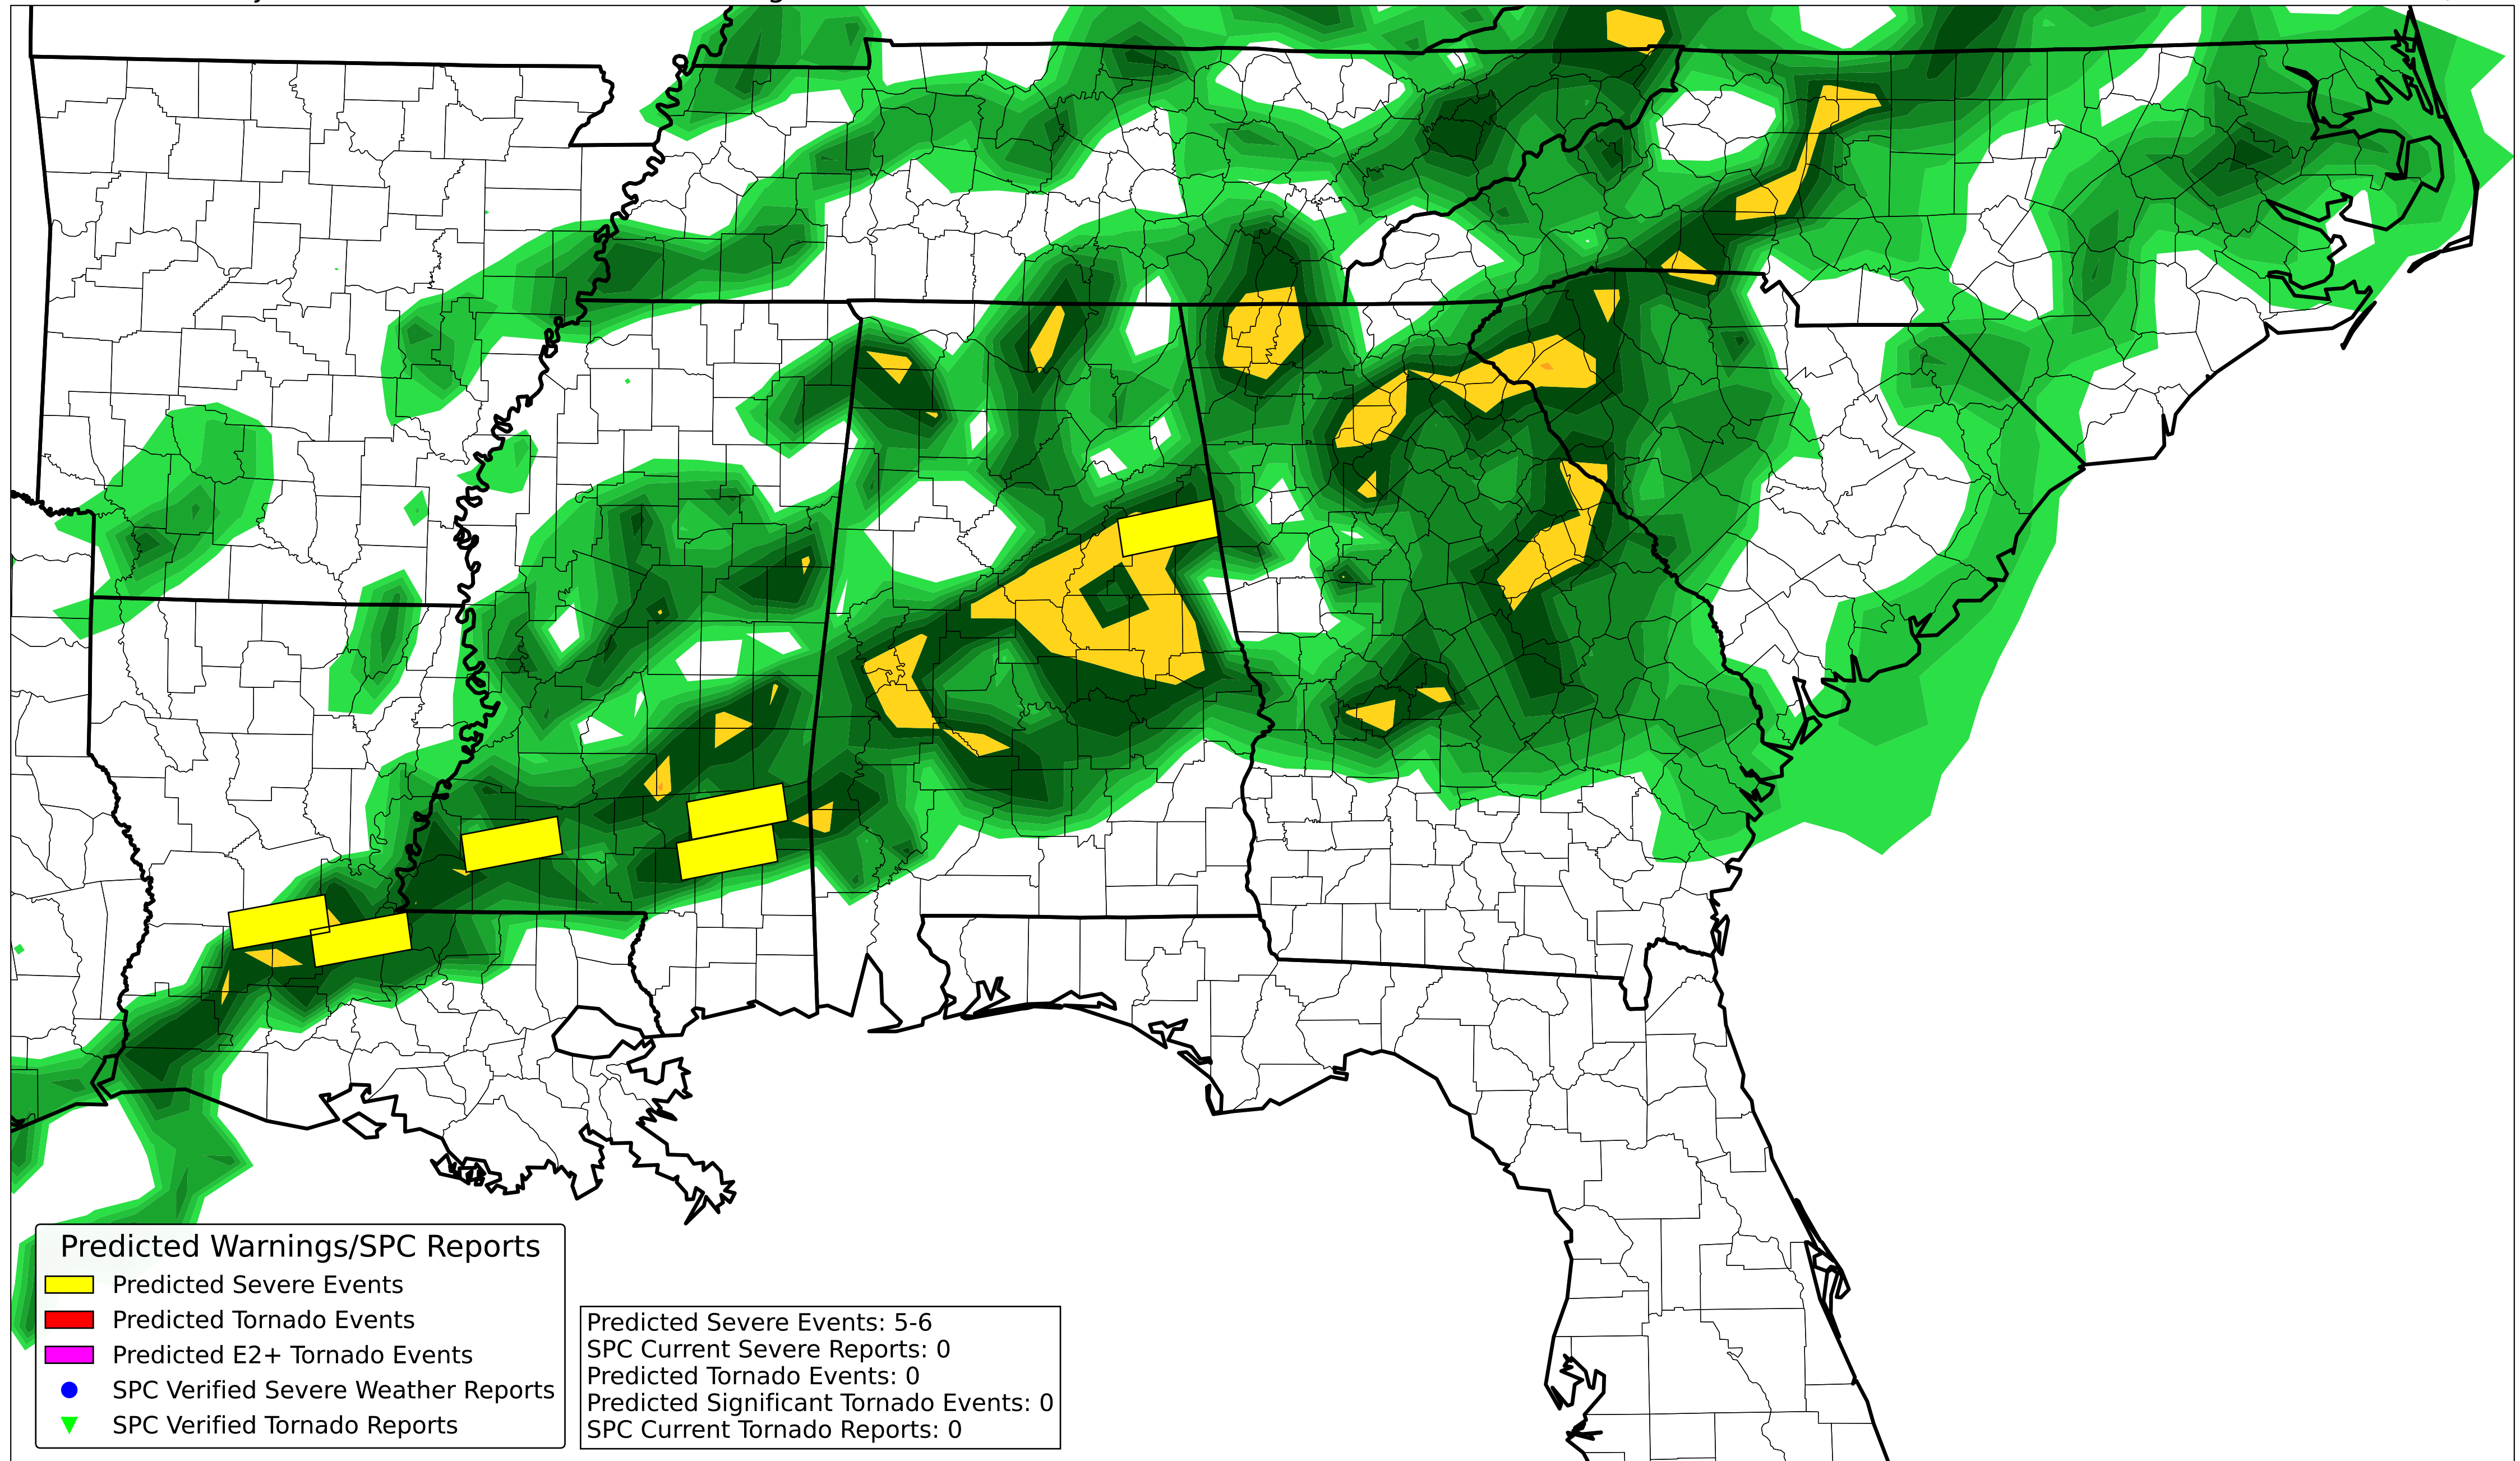 Predicted Warnings/SPC Reports
Predicted Severe Events
Predicted Tornado Events
Predicted E2+ Tornado Events
SPC Verified Severe Weather Reports
SPC Verified Tornado Reports
Predicted Severe Events: 5-6
SPC Current Severe Reports: 0
Predicted Tornado Events: 0
Predicted Significant Tornado Events: 0
SPC Current Tornado Reports: 0